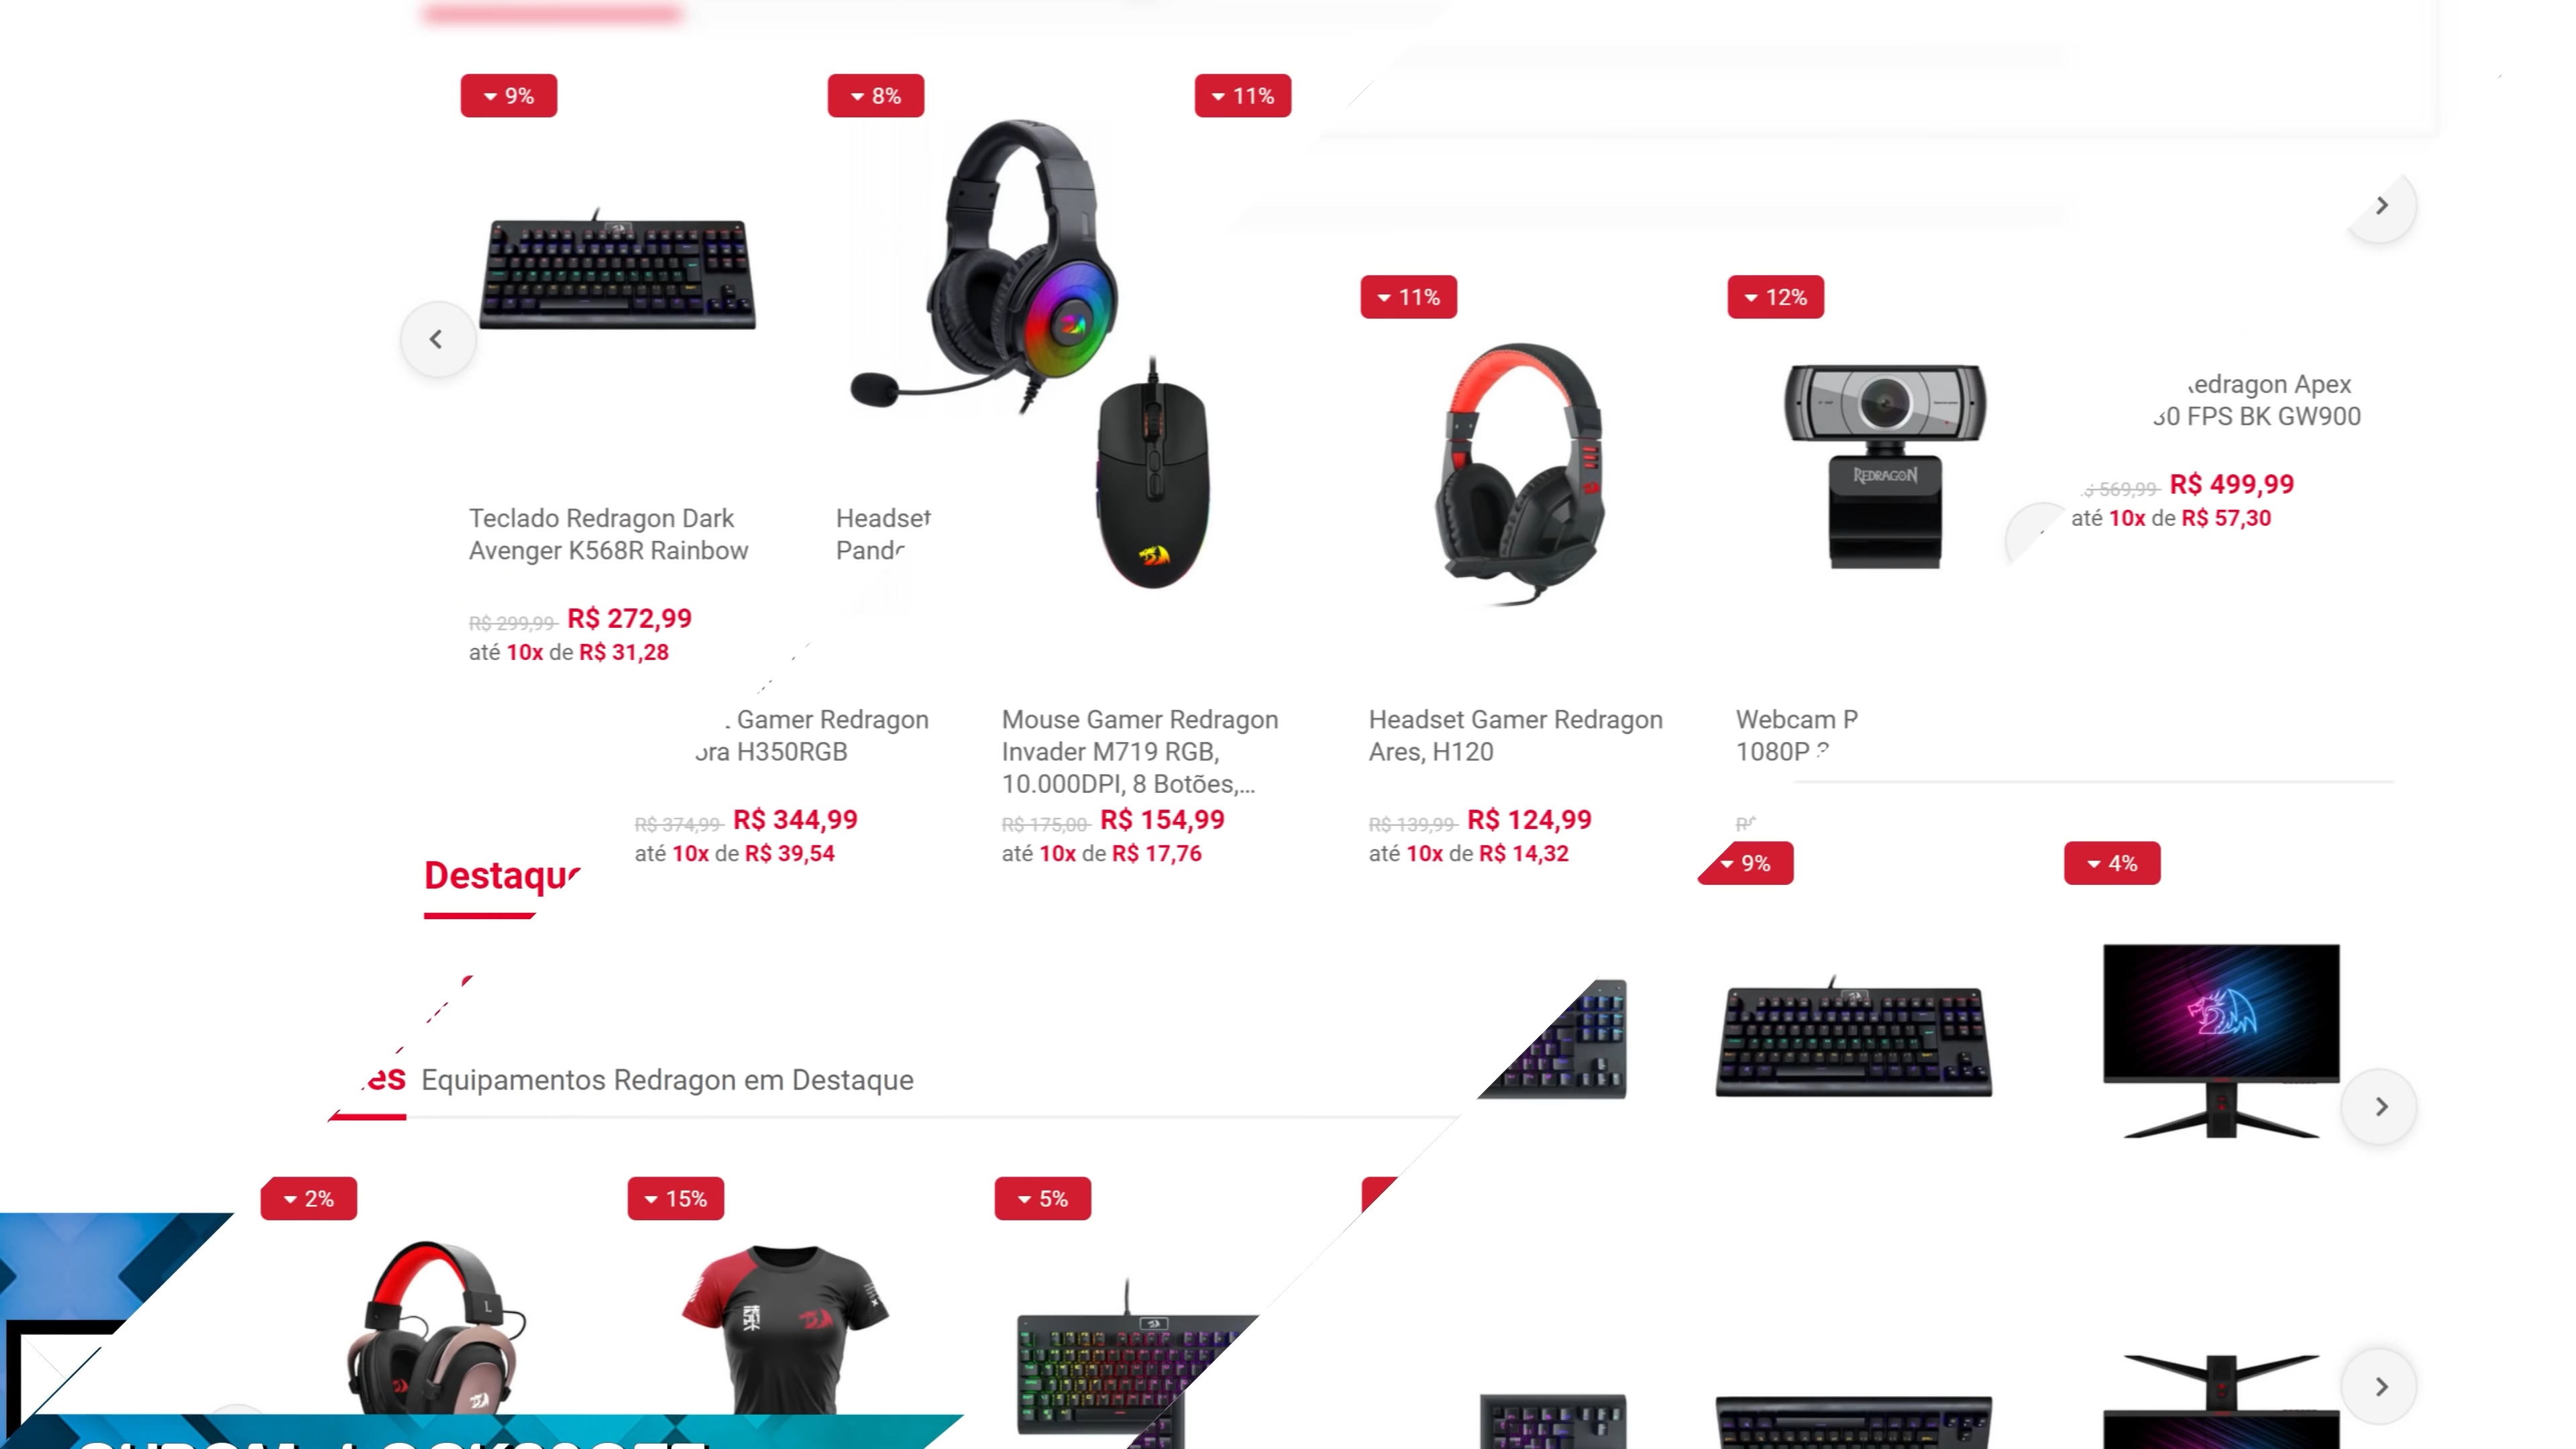 9%
8%
11%
11%
12%
REDRAGON
Apex
FPS BK GW900
R$ 569,99 R$ 499,99
até 10x de R$ 57,30
Teclado Redragon Dark
Avenger K568R Rainbow
R$ 299,99 R$ 272,99
até 10x de R$ 31,28
Headset
Gamer Redragon
H350RGB
R$ 374,99 R$ 344,99
até 10x de R$ 39,54
Mouse Gamer Redragon
Invader M719 RGB,
10.000DPI, 8 Botões,...
R$ 175,00 R$ 154,99
até 10x de R$ 17,76
Headset Gamer Redragon
Ares, H120
R$ 139,99 R$ 124,99
até 10x de R$ 14,32
Webcam
1080P
9%
4%
Equipamentos Redragon em Destaque
2%
15%
5%
L